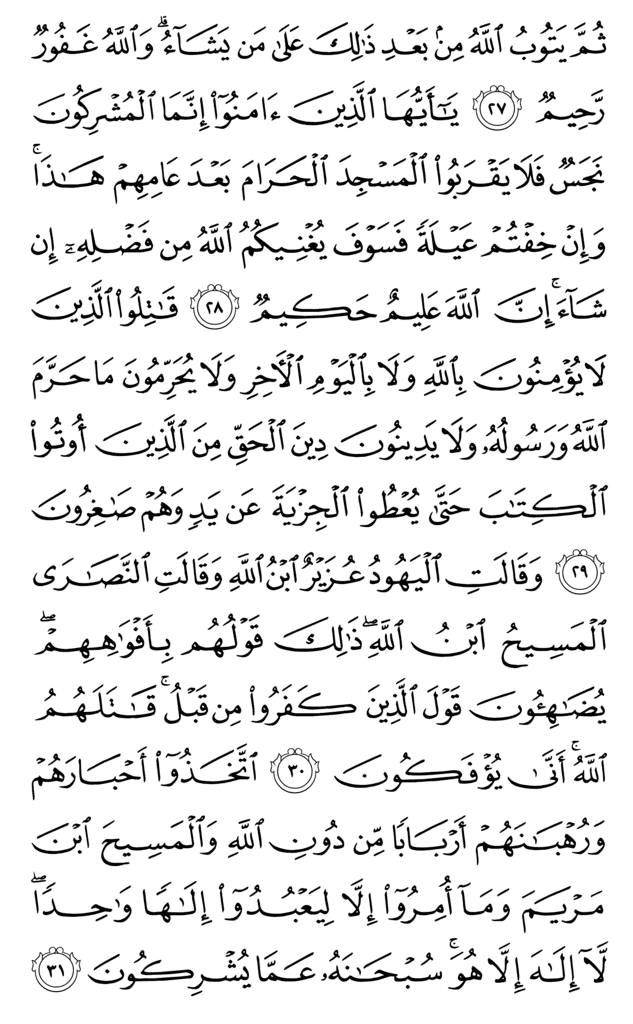 ثُمَّ يَتُوبُ ٱللَّهُ مِنۢ بَعْدِ ذَٰلِكَ عَلَىٰ مَن يَشَآءُۗ وَٱللَّهُ غَفُورٌ
رَّحِيمٌ ٢٧ يَـٰٓأَيُّهَا ٱلَّذِينَ ءَامَنُوٓا۟ إِنَّمَا ٱلْمُشْرِكُونَ
نَجَسٌ فَلَا يَقْرَبُوا۟ ٱلْمَسْجِدَ ٱلْحَرَامَ بَعْدَ عَامِهِمْ هَـٰذَاۚ
وَإِنْ خِفْتُمْ عَيْلَةً فَسَوْفَ يُغْنِيكُمُ ٱللَّهُ مِن فَضْلِهِۦٓ إِن
شَآءَۚ إِنَّ ٱللَّهَ عَلِيمٌ حَكِيمٌ ٢٨ قَـٰتِلُوا۟ ٱلَّذِينَ
لَا يُؤْمِنُونَ بِٱللَّهِ وَلَا بِٱلْيَوْمِ ٱلْـَٔاخِرِ وَلَا يُحَرِّمُونَ مَا حَرَّمَ
ٱللَّهُ وَرَسُولُهُۥ وَلَا يَدِينُونَ دِينَ ٱلْحَقِّ مِنَ ٱلَّذِينَ أُوتُوا۟
ٱلْكِتَـٰبَ حَتَّىٰ يُعْطُوا۟ ٱلْجِزْيَةَ عَن يَدٍ وَهُمْ صَـٰغِرُونَ
٢٩ وَقَالَتِ ٱلْيَهُودُ عُزَيْرٌ ٱبْنُ ٱللَّهِ وَقَالَتِ ٱلنَّصَـٰرَى
ٱلْمَسِيحُ ٱبْنُ ٱللَّهِۖ ذَٰلِكَ قَوْلُهُم بِأَفْوَٰهِهِمْۖ
يُضَـٰهِـُٔونَ قَوْلَ ٱلَّذِينَ كَفَرُوا۟ مِن قَبْلُۚ قَـٰتَلَهُمُ
ٱللَّهُۚ أَنَّىٰ يُؤْفَكُونَ ٣٠ ٱتَّخَذُوٓا۟ أَحْبَارَهُمْ
وَرُهْبَـٰنَهُمْ أَرْبَابًا مِّن دُونِ ٱللَّهِ وَٱلْمَسِيحَ ٱبْنَ
مَرْيَمَ وَمَآ أُمِرُوٓا۟ إِلَّا لِيَعْبُدُوٓا۟ إِلَـٰهًا وَٰحِدًاۖ
لَّآ إِلَـٰهَ إِلَّا هُوَۚ سُبْحَـٰنَهُۥ عَمَّا يُشْرِكُونَ ٣١